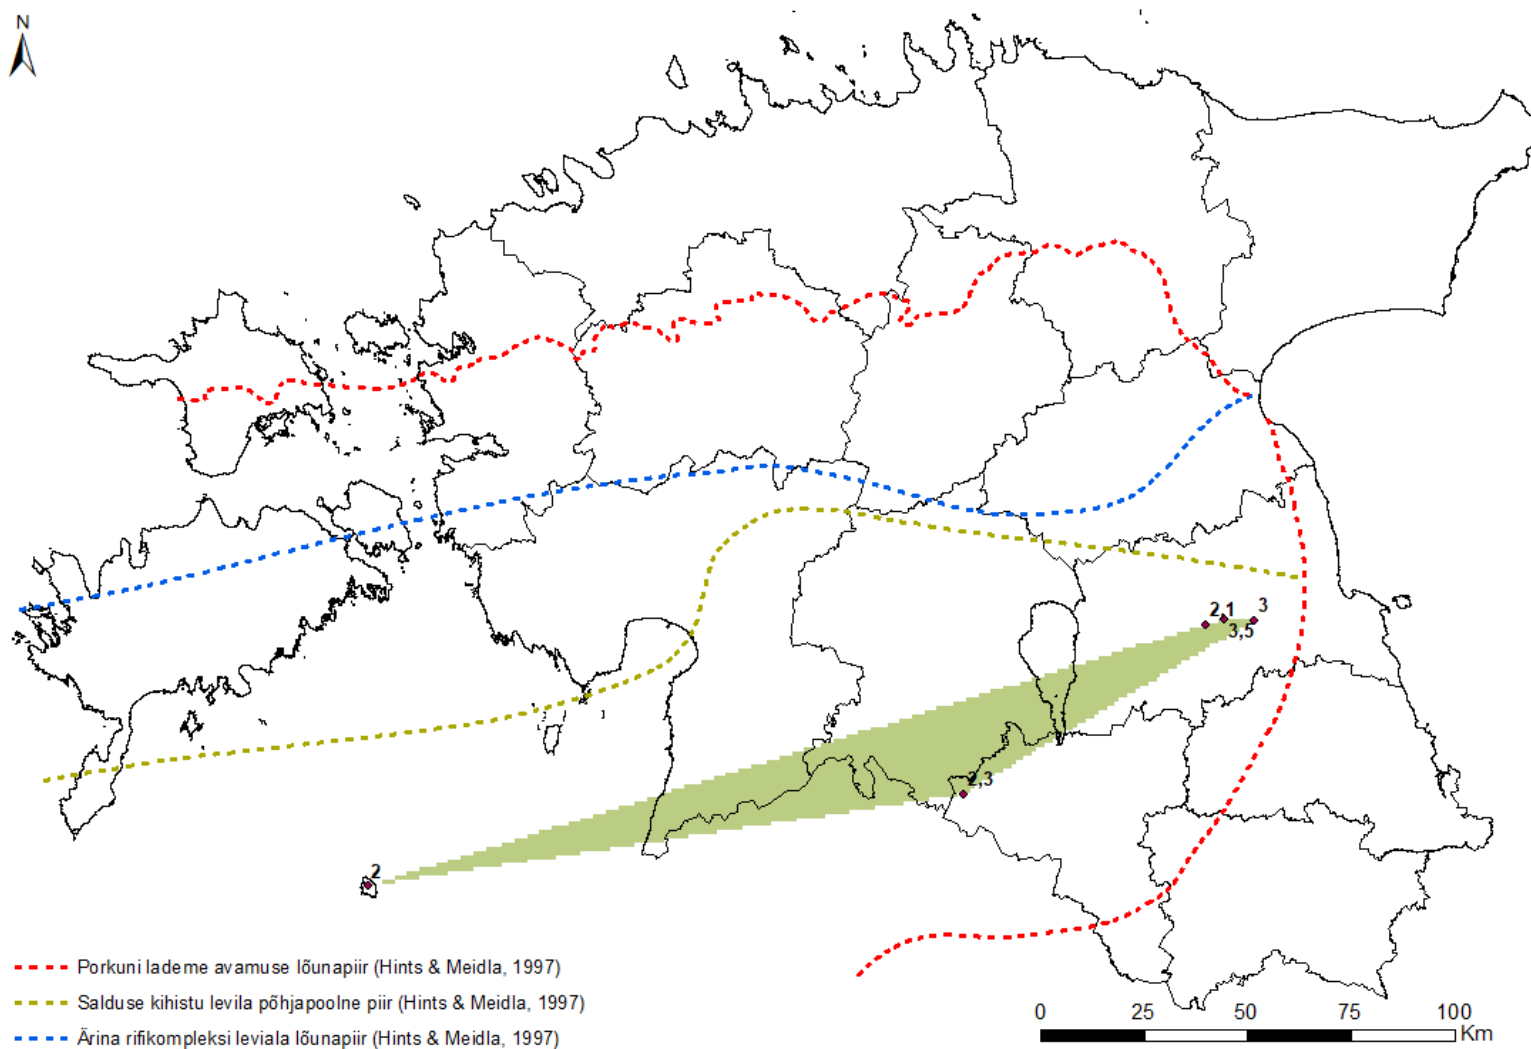 N
2,1
3
3,5
2,3
2
Porkuni lademe avamuse lõunapiir (Hints & Meidla, 1997)
Salduse kihistu levila põhjapoolne piir (Hints & Meidla, 1997)
Ärina rifikompleksi leviala lõunapiir (Hints & Meidla, 1997)
0 25 50 75 100
Km